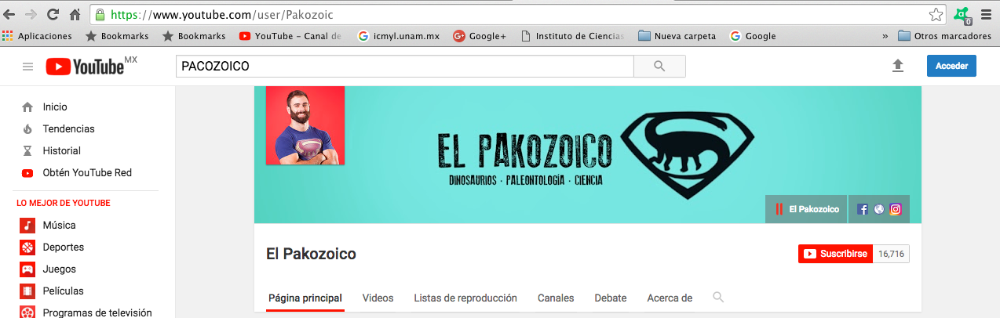 https://www.youtube.com/user/Pakozoic
0
Aplicaciones Bookmarks Bookmarks YouTube - Canal de icmyl.unam.mx Google+ Instituto de Ciencias Nueva carpeta Google » Otros marcadores
YouTube MX PACOZOICO Acceder
Inicio
Tendencias
Historial
Obtén YouTube Red
LO MEJOR DE YOUTUBE
Música
Deportes
Juegos
Películas
Programas de televisión
EL PAKOZOICO
DINOSAURIOS · PALEONTOLOGÍA · CIENCIA
El Pakozoico
El Pakozoico
Suscribirse 16,716
Página principal Videos Listas de reproducción Canales Debate Acerca de